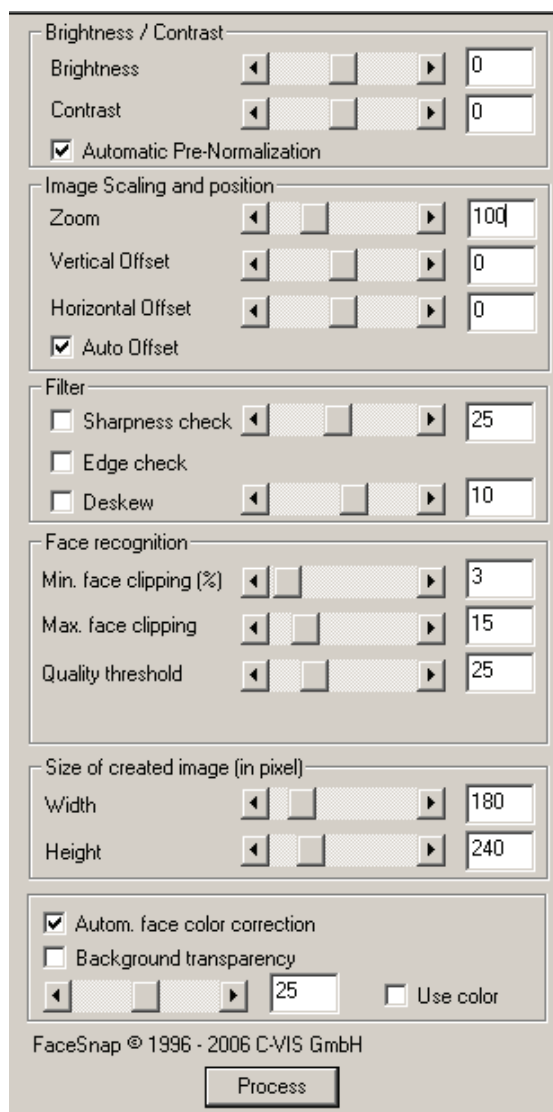 Brightness / Contrast
Brightness 0
Contrast 0
Automatic Pre-Normalization
Image Scaling and position
Zoom 100
Vertical Offset 0
Horizontal Offset 0
Auto Offset
Filter
Sharpness check 25
Edge check
Deskew 10
Face recognition
Min. face clipping (%) 3
Max. face clipping 15
Quality threshold 25
Size of created image (in pixel)
Width 180
Height 240
Autom. face color correction
Background transparency
25 Use color
FaceSnap © 1996 - 2006 C-VIS GmbH
Process